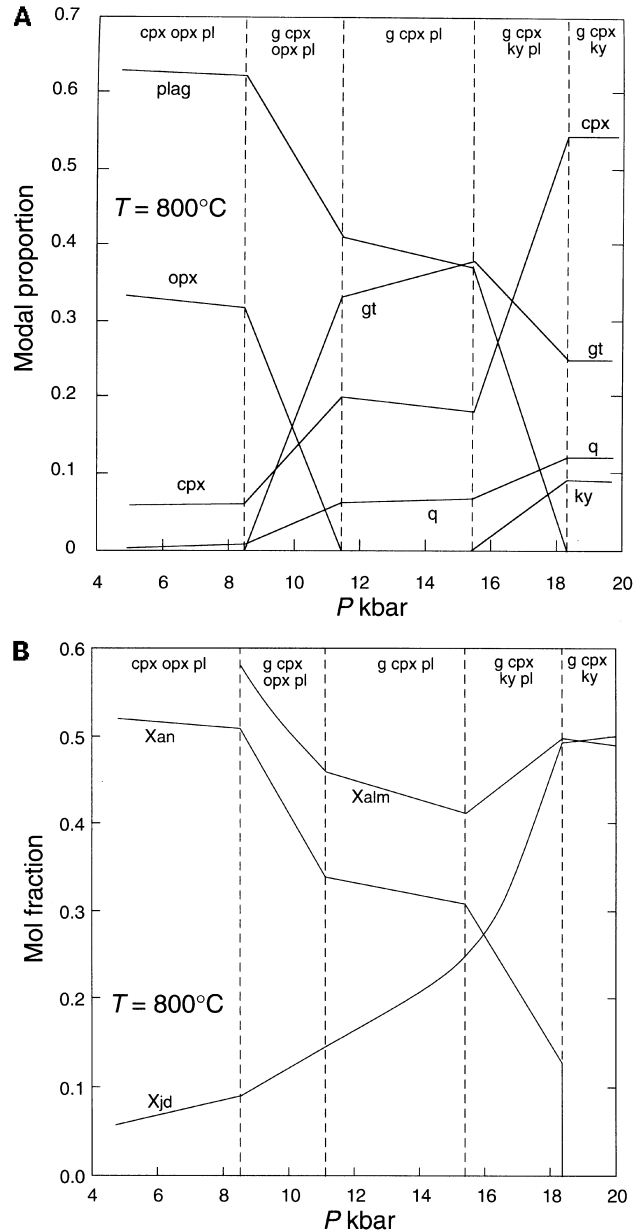 A
0.7
cpx opx pl
g cpx
opx pl
g cpx pl
g cpx
ky pl
g cpx
ky
0.6
plag
cpx
0.5
T = 800°C
0.4
opx
Modal proportion
0.3
gt
gt
0.2
q
0.1
cpx
q
ky
0
4 6 8 10 12 14 16 18 20
P kbar
B
0.6
cpx opx pl
g cpx
opx pl
g cpx pl
g cpx
ky pl
g cpx
ky
Xan
0.5
Xalm
0.4
Mol fraction
0.3
T = 800°C
0.2
0.1
Xjd
0.0
4 6 8 10 12 14 16 18 20
P kbar